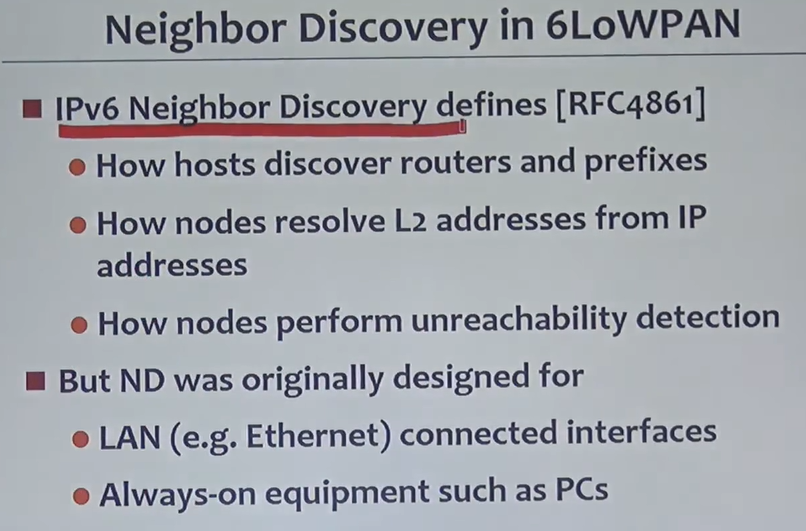 Neighbor Discovery in 6LoWPAN
IPv6 Neighbor Discovery defines [RFC4861]
How hosts discover routers and prefixes
How nodes resolve L2 addresses from IP
addresses
How nodes perform unreachability detection
But ND was originally designed for
LAN (e.g. Ethernet) connected interfaces
Always-on equipment such as PCs